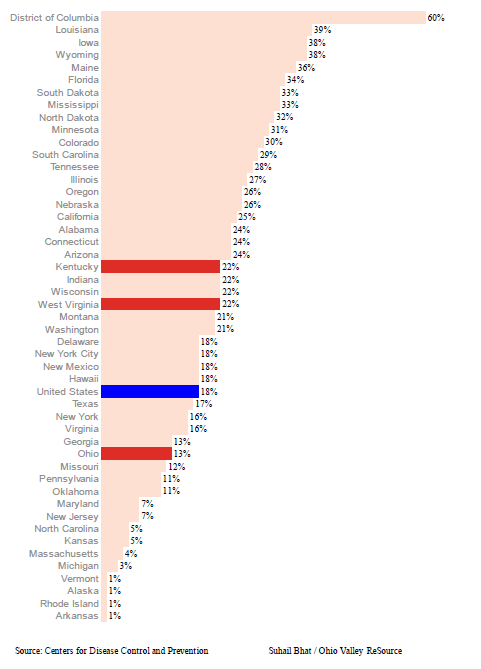 District of Columbia 60%
Louisiana 39%
Iowa 38%
Wyoming 38%
Maine 36%
Florida 34%
South Dakota 33%
Mississippi 33%
North Dakota 32%
Minnesota 31%
Colorado 30%
South Carolina 29%
Tennessee 28%
Illinois 27%
Oregon 26%
Nebraska 26%
California 25%
Alabama 24%
Connecticut 24%
Arizona 24%
Kentucky 22%
Indiana 22%
Wisconsin 22%
West Virginia 22%
Montana 21%
Washington 21%
Delaware 18%
New York City 18%
New Mexico 18%
Hawaii 18%
United States 18%
Texas 17%
New York 16%
Virginia 16%
Georgia 13%
Ohio 13%
Missouri 12%
Pennsylvania 11%
Oklahoma 11%
Maryland 7%
New Jersey 7%
North Carolina 5%
Kansas 5%
Massachusetts 4%
Michigan 3%
Vermont 1%
Alaska 1%
Rhode Island 1%
Arkansas 1%
Source: Centers for Disease Control and Prevention Suhail Bhat / Ohio Valley ReSource